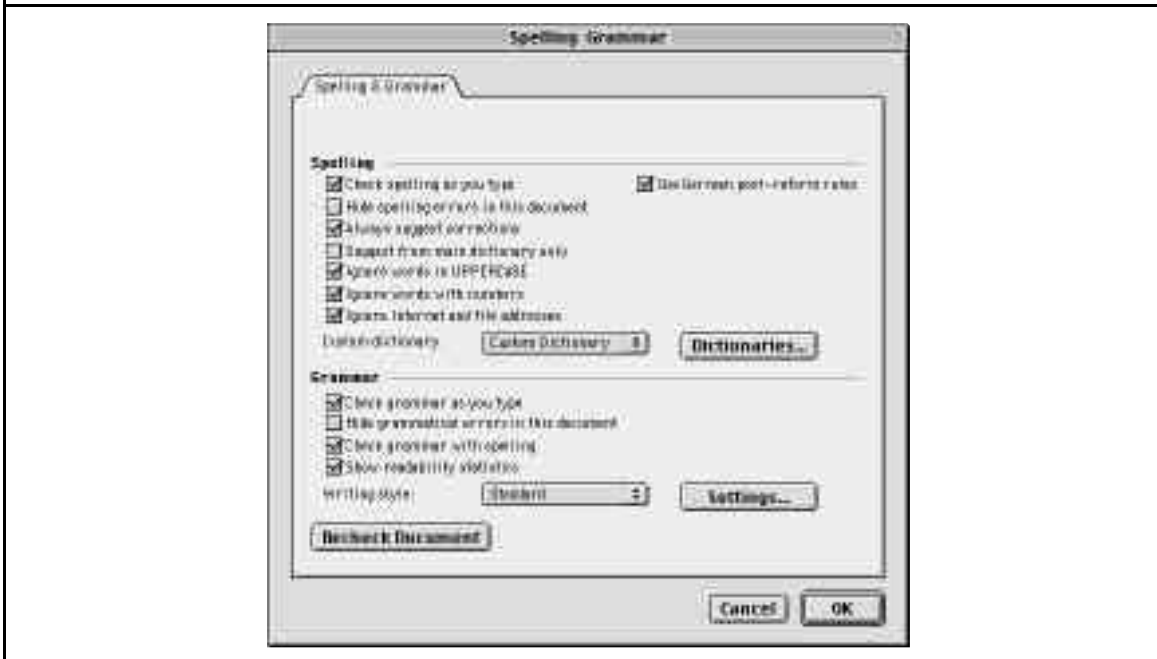 Spelling Grammar
Spelling & Grammar
Spelling
Check spelling as you type
Use German post-reform rules
Hide spelling errors in this document
Always suggest corrections
Suggest from main dictionary only
Ignore words in UPPERCASE
Ignore words with numbers
Ignore Internet and file addresses
Custom dictionary
Custom Dictionary
Dictionaries...
Grammar
Check grammar as you type
Hide grammatical errors in this document
Check grammar with spelling
Show readability statistics
Writing style
Standard
Settings...
Recheck Document
Cancel
OK